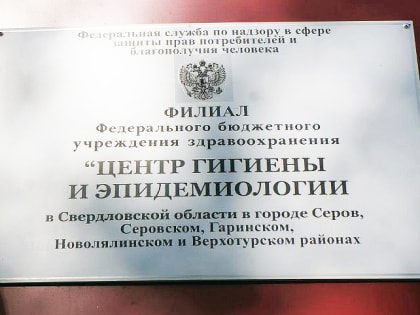 Федеральная служба по надзору в сфере
защиты прав потребителей и
благополучия человека
ФИЛИАЛ
Федерального бюджетного
учреждения здравоохранения
“ЦЕНТР ГИГИЕНЫ
И ЭПИДЕМИОЛОГИИ
в Свердловской области в городе Серов,
Серовском, Гаринском,
Новолялинском и Верхотурском районах